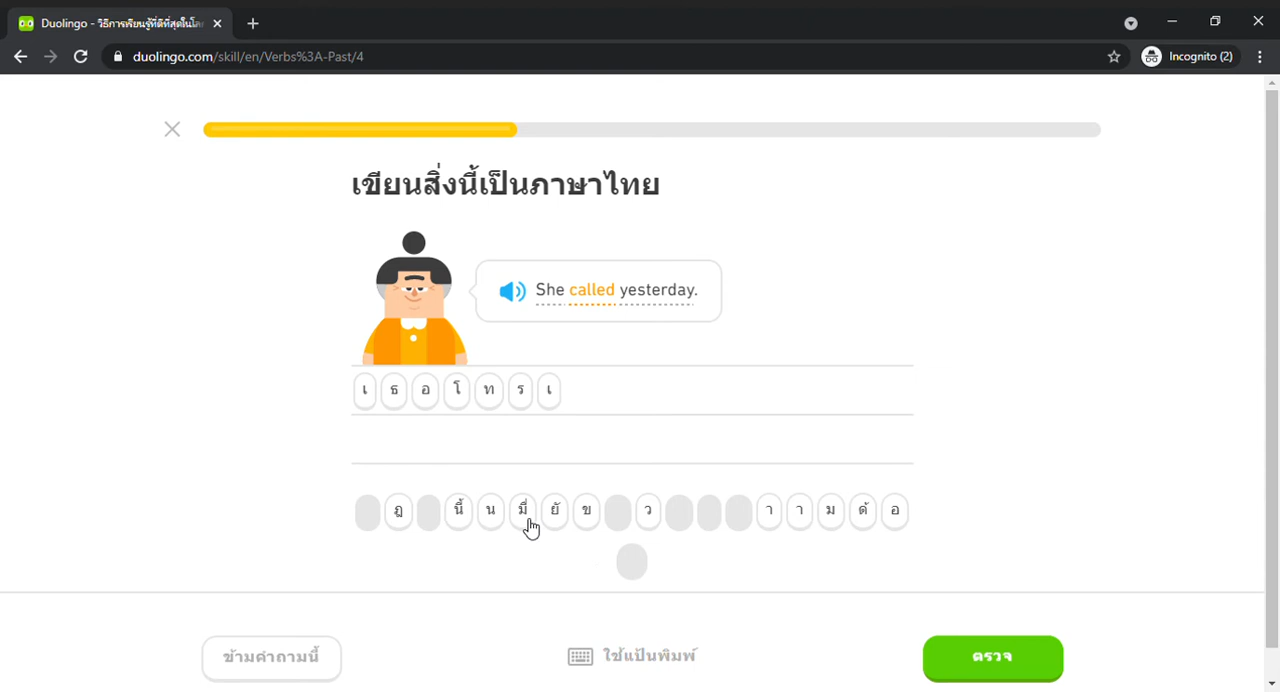 Duolingo - วิธีการเรียนรู้ที่ดีที่สุดในโล
duolingo.com/skill/en/Verbs%3A-Past/4
Incognito (2)
เขียนสิ่งนี้เป็นภาษาไทย
She called yesterday.
เ ธ อ โ ท ร เ
ฎ นี้ น มื่ ยั ข ว า า ม ด้ อ
ข้ามคำถามนี้
ใช้แป้นพิมพ์
ตรวจ